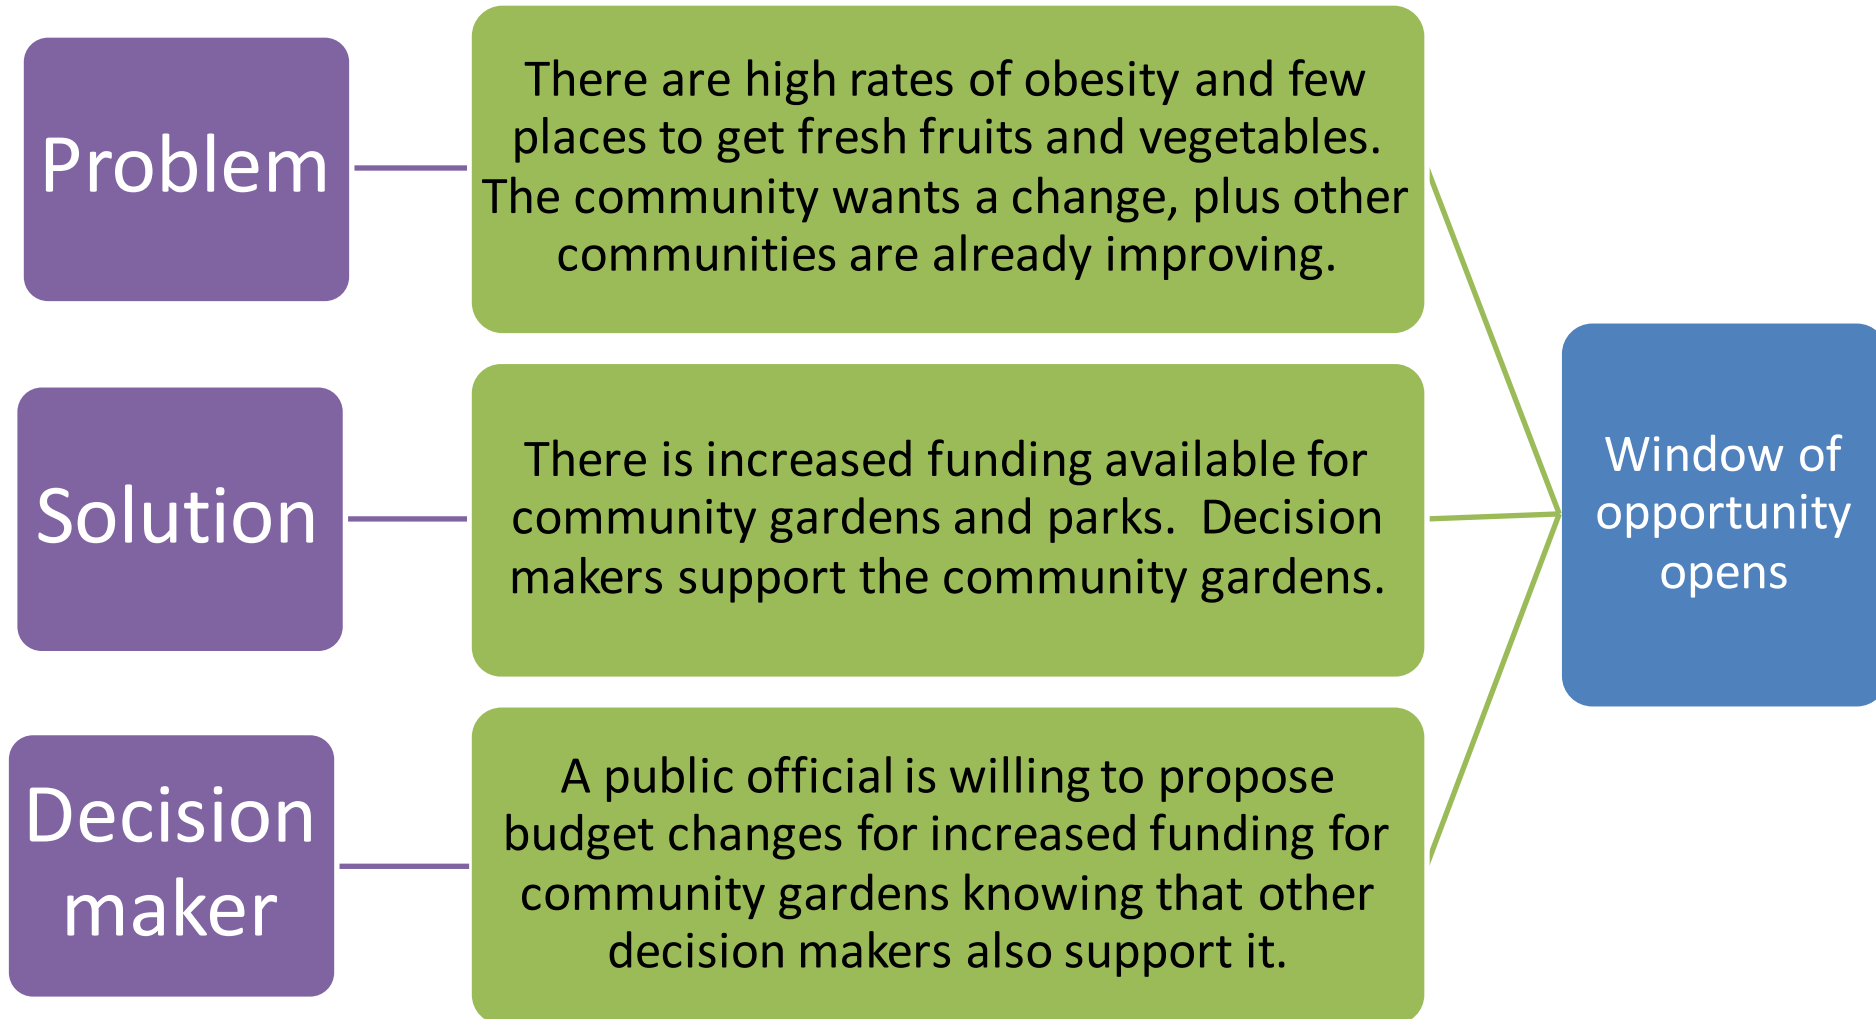 Problem
There are high rates of obesity and few
places to get fresh fruits and vegetables.
The community wants a change, plus other
communities are already improving.
Solution
There is increased funding available for
community gardens and parks.  Decision
makers support the community gardens.
Decision
maker
A public official is willing to propose
budget changes for increased funding for
community gardens knowing that other
decision makers also support it.
Window of
opportunity
opens